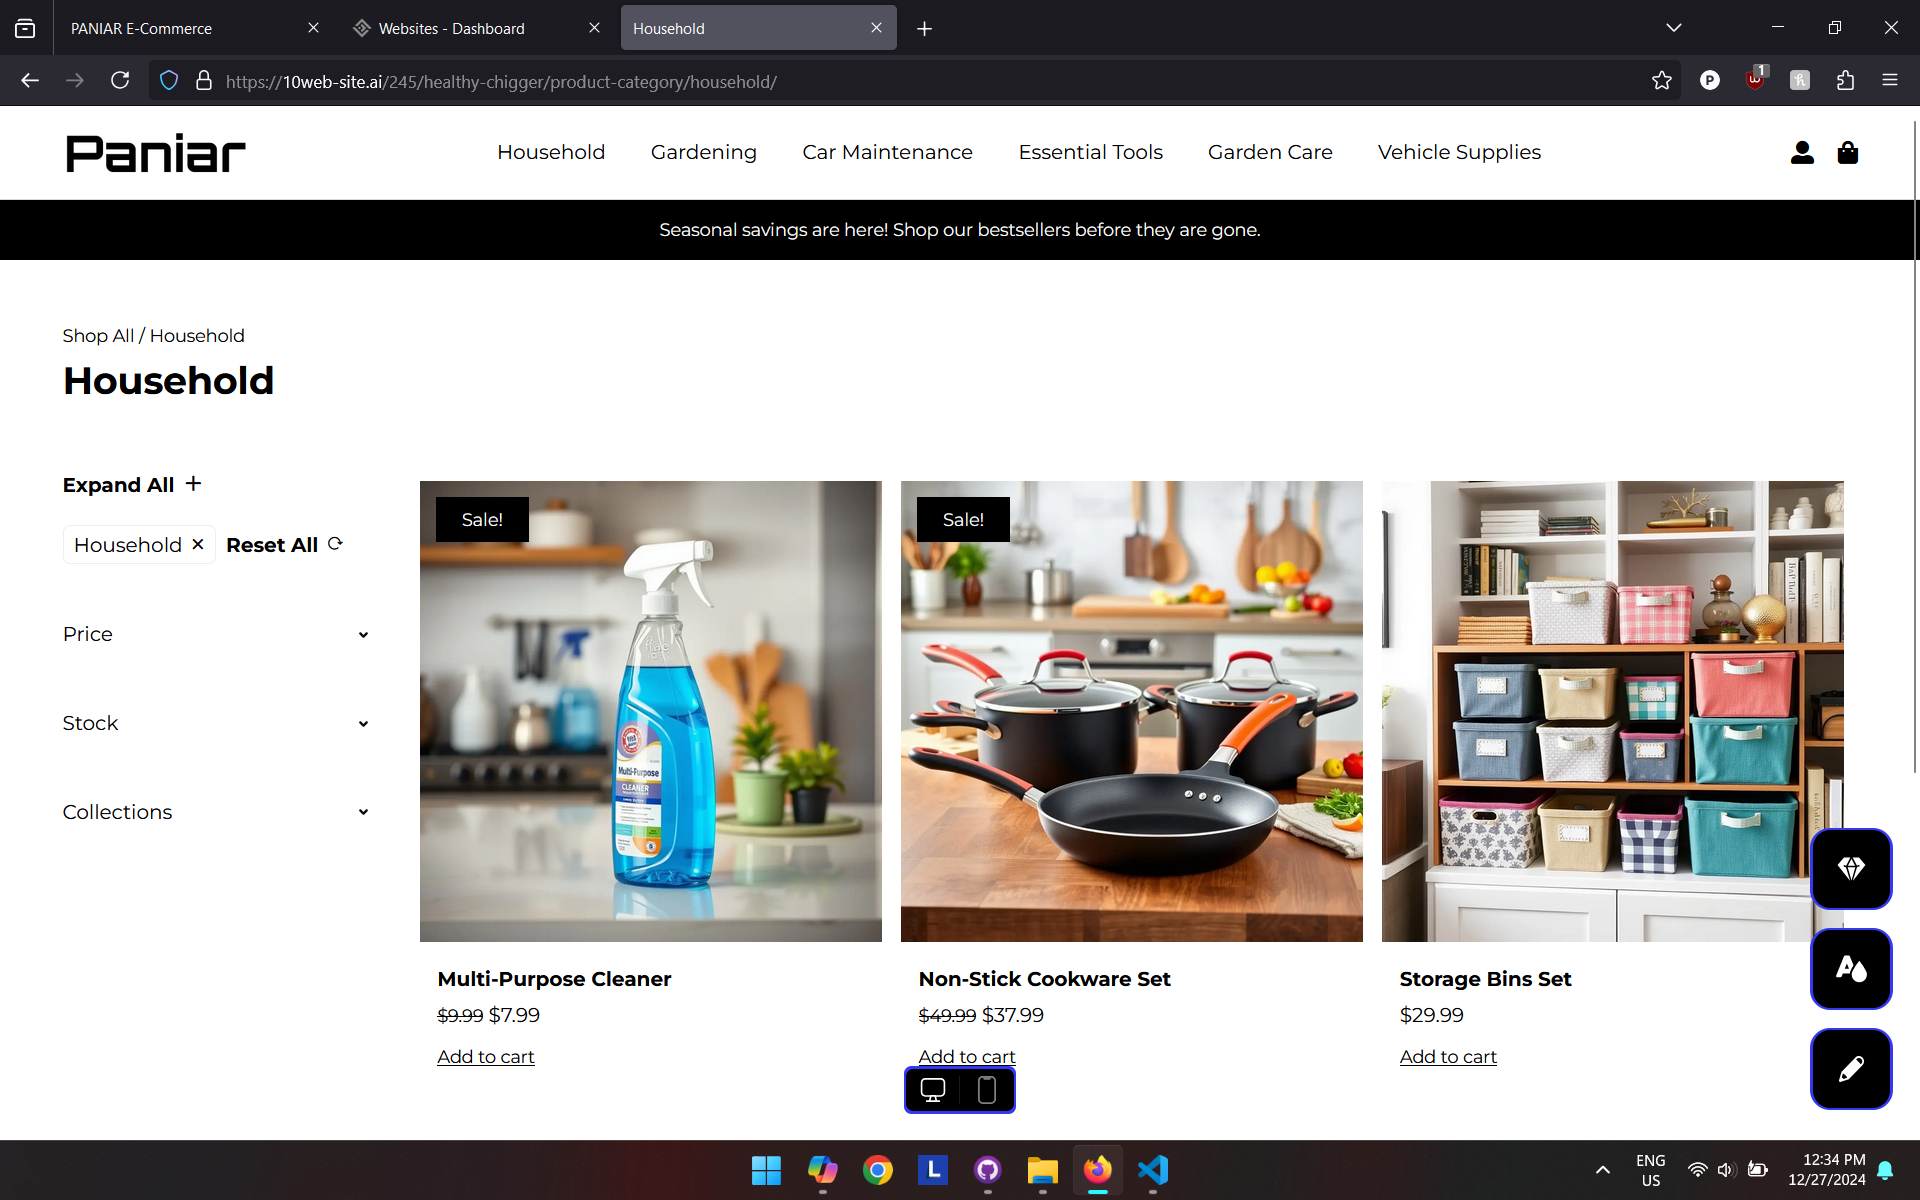 PANIAR E-Commerce
Websites - Dashboard
Household
https://10web-site.ai/245/healthy-chigger/product-category/household/
P
1
Paniar
Household
Gardening
Car Maintenance
Essential Tools
Garden Care
Vehicle Supplies
Seasonal savings are here! Shop our bestsellers before they are gone.
Shop All / Household
Household
Expand All +
Household ×
Reset All
Price
Stock
Collections
Sale!
Multi-Purpose
CLEANER
Sale!
Multi-Purpose Cleaner
$9.99 $7.99
Add to cart
Non-Stick Cookware Set
$49.99 $37.99
Add to cart
Storage Bins Set
$29.99
Add to cart
A
L
ENG
US
12:34 PM
12/27/2024